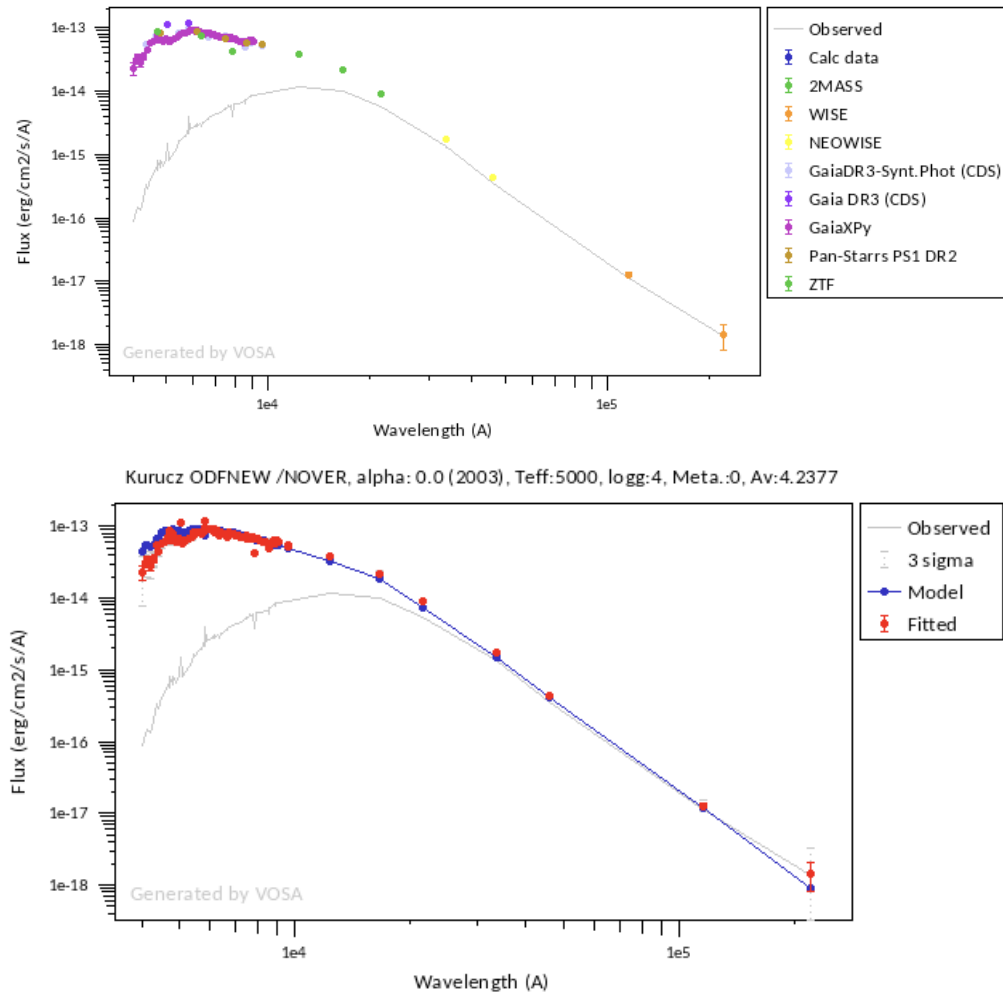 1e-13
1e-14
1e-15
1e-16
1e-17
1e-18
Flux (erg/cm2/s/A)
Generated by VOSA
1e4
1e5
Wavelength (A)
Observed
Calc data
2MASS
WISE
NEOWISE
GaiaDR3-Synt.Phot (CDS)
Gaia DR3 (CDS)
GaiaXPy
Pan-Starrs PS1 DR2
ZTF
Kurucz ODFNEW /NOVER, alpha: 0.0 (2003), Teff:5000, logg:4, Meta.:0, Av:4.2377
1e-13
1e-14
1e-15
1e-16
1e-17
1e-18
Flux (erg/cm2/s/A)
Generated by VOSA
1e4
1e5
Wavelength (A)
Observed
3 sigma
Model
Fitted